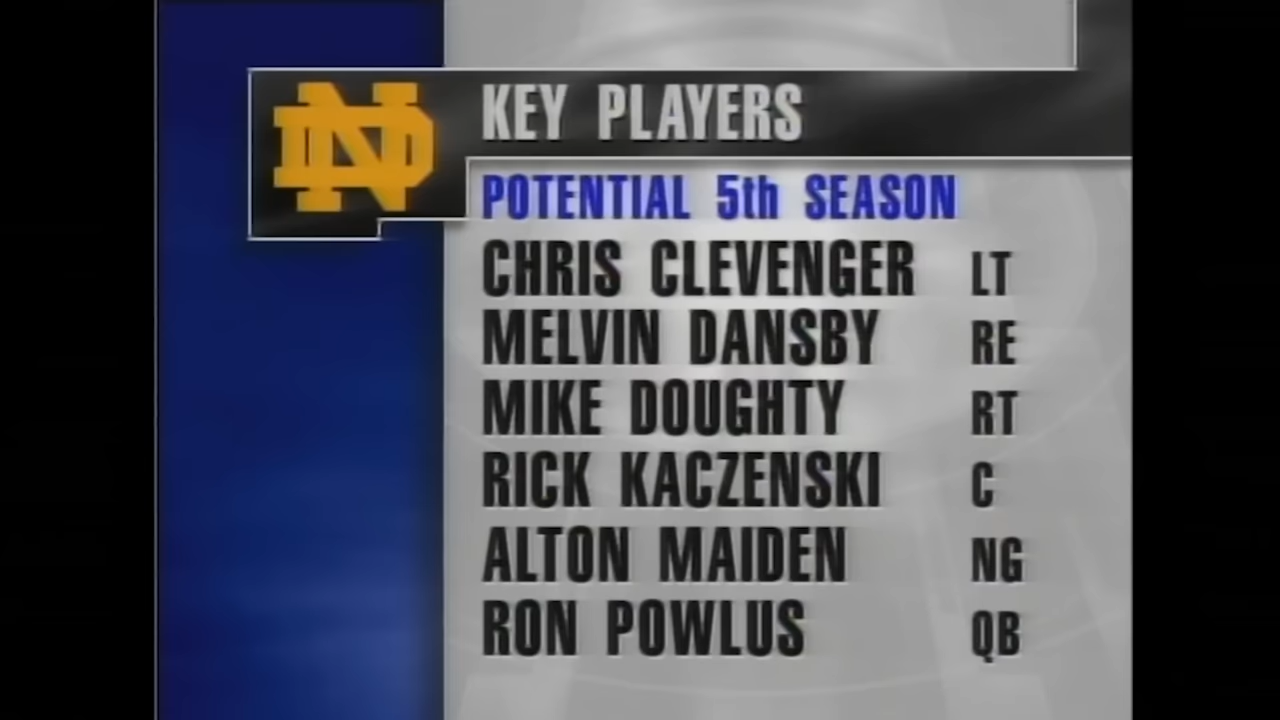 ND
KEY PLAYERS
POTENTIAL 5th SEASON
CHRIS CLEVENGER LT
MELVIN DANSBY RE
MIKE DOUGHTY RT
RICK KACZENSKI C
ALTON MAIDEN NG
RON POWLUS QB